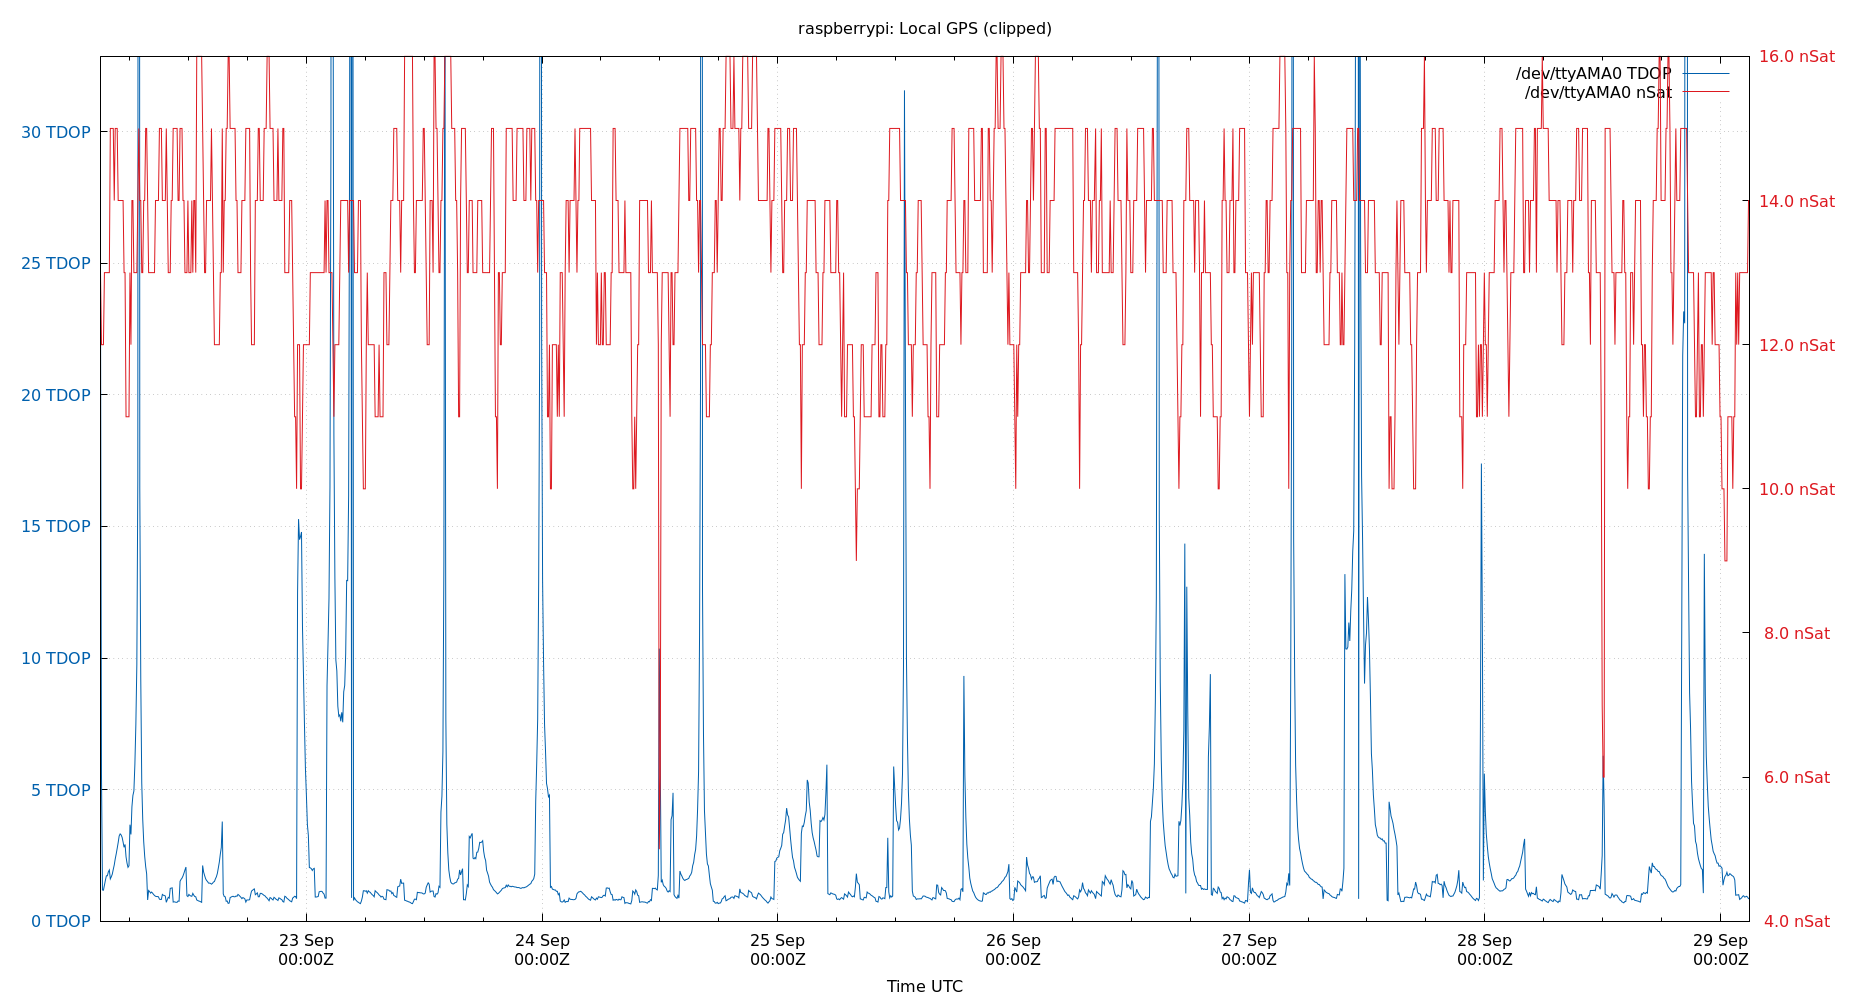 raspberrypi: Local GPS (clipped)
/dev/ttyAMA0 TDOP
/dev/ttyAMA0 nSat
30 TDOP
25 TDOP
20 TDOP
15 TDOP
10 TDOP
5 TDOP
0 TDOP
16.0 nSat
14.0 nSat
12.0 nSat
10.0 nSat
8.0 nSat
6.0 nSat
4.0 nSat
23 Sep
00:00Z
24 Sep
00:00Z
25 Sep
00:00Z
26 Sep
00:00Z
27 Sep
00:00Z
28 Sep
00:00Z
29 Sep
00:00Z
Time UTC